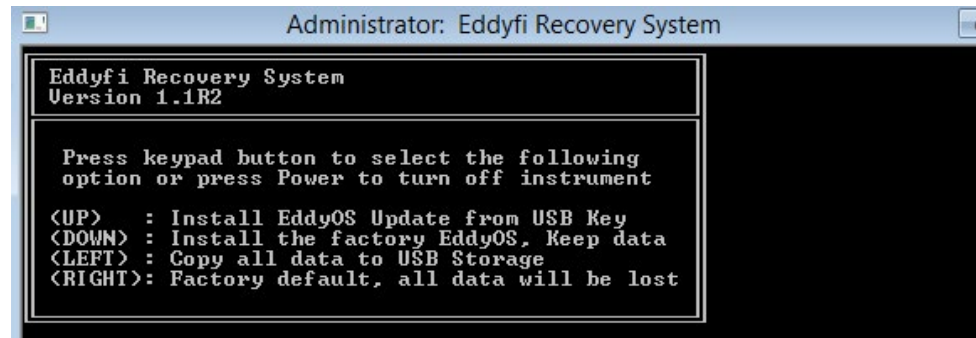 Administrator: Eddyfi Recovery System
Eddyfi Recovery System
Version 1.1R2
Press keypad button to select the following
option or press Power to turn off instrument
(UP) : Install EddyOS Update from USB Key
(DOWN) : Install the factory EddyOS, Keep data
(LEFT) : Copy all data to USB Storage
(RIGHT): Factory default, all data will be lost